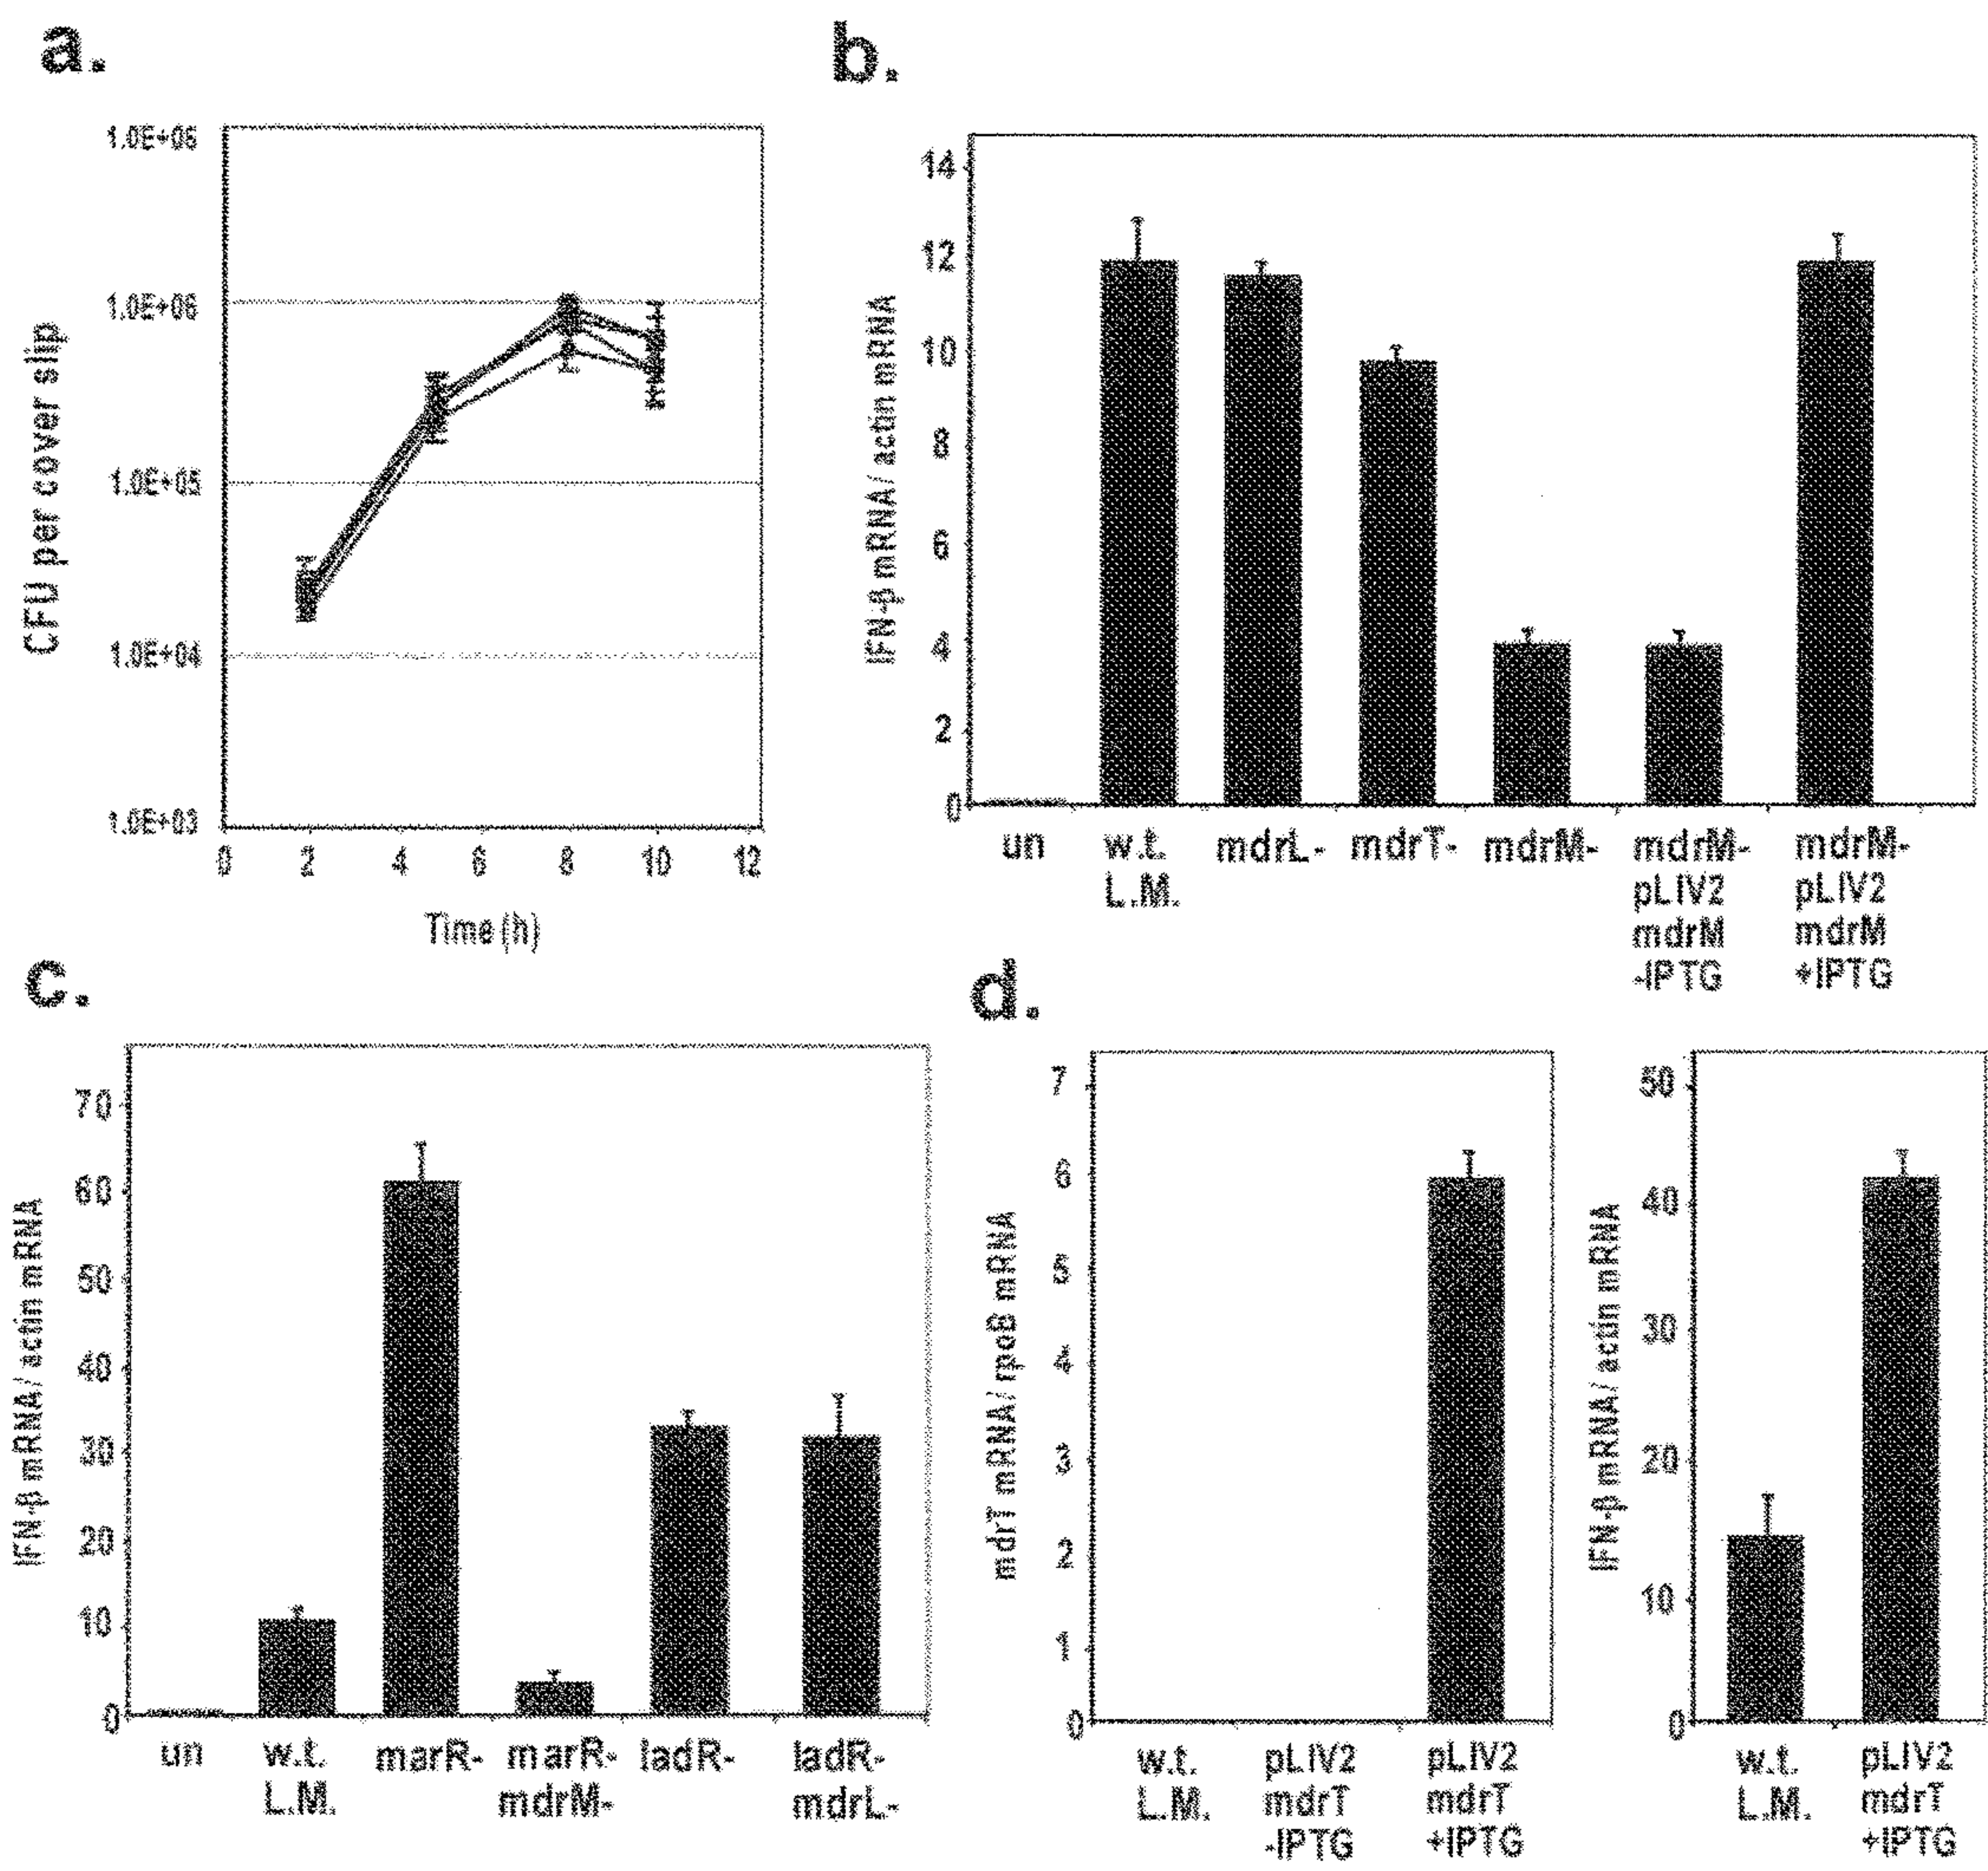 a.
CFU per cover slip
1.0E+06
1.0E+06
1.0E+05
1.0E+04
1.0E+03
0 2 4 6 8 10 12
Time (h)
b.
IFN-β mRNA/ actin mRNA
14
12
10
8
6
4
2
0
un
w.t.
L.M.
mdrL-
mdrT-
mdrM-
mdrM-
pLIV2
mdrM
-IPTG
mdrM-
pLIV2
mdrM
+IPTG
c.
IFN-β mRNA/ actin mRNA
70
60
50
40
30
20
10
0
un
w.t.
L.M.
marR-
marR-
mdrM-
ladR-
ladR-
mdrL-
d.
mdrT mRNA/ rpoB mRNA
7
6
5
4
3
2
1
0
w.t.
L.M.
pLIV2
mdrT
-IPTG
pLIV2
mdrT
+IPTG
IFN-β mRNA/ actin mRNA
50
40
30
20
10
0
w.t.
L.M.
pLIV2
mdrT
+IPTG